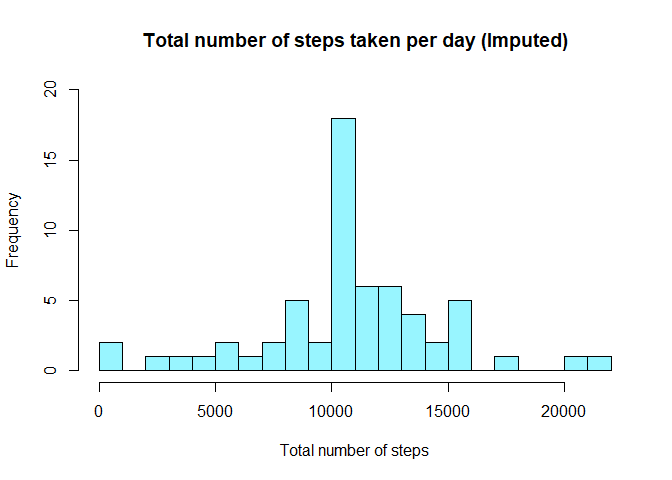 Total number of steps taken per day (Imputed)
Frequency
20
15
10
5
0
0 5000 10000 15000 20000
Total number of steps